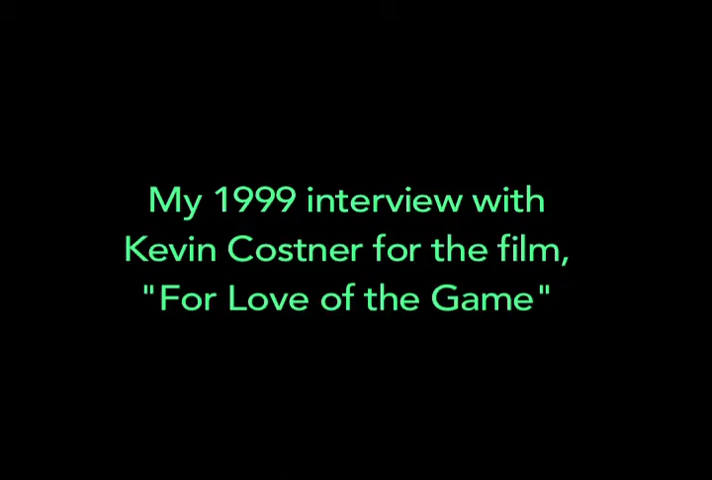 My 1999 interview with
Kevin Costner for the film,
"For Love of the Game"